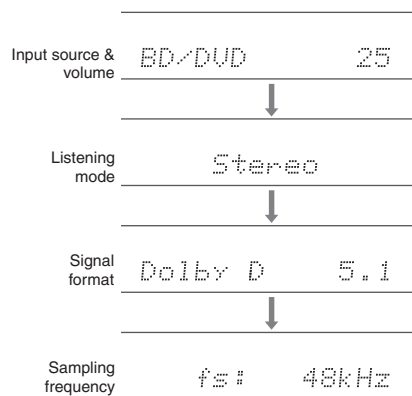 Input source &
volume
BD/DVD 25
Listening
mode
Stereo
Signal
format
Dolby D 5.1
Sampling
frequency
fs: 48kHz